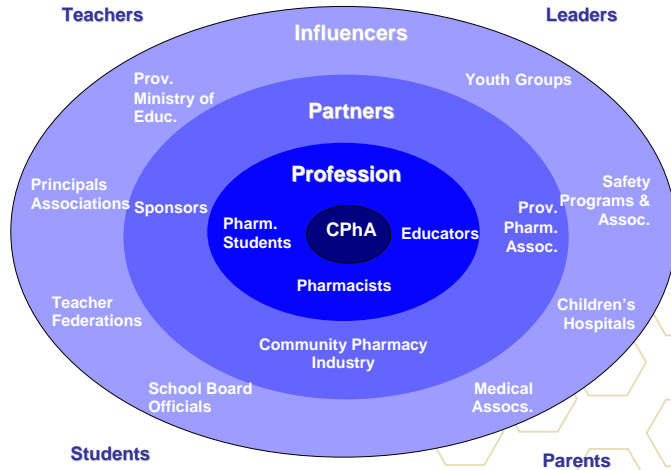 Teachers
Leaders
Influencers
Prov.
Ministry of
Educ.
Youth Groups
Partners
Profession
Principals
Associations
Sponsors
Pharm.
Students
CPhA
Educators
Prov.
Pharm.
Assoc.
Safety
Programs &
Assoc.
Pharmacists
Teacher
Federations
Children's
Hospitals
Community Pharmacy
Industry
School Board
Officials
Medical
Assocs.
Students
Parents